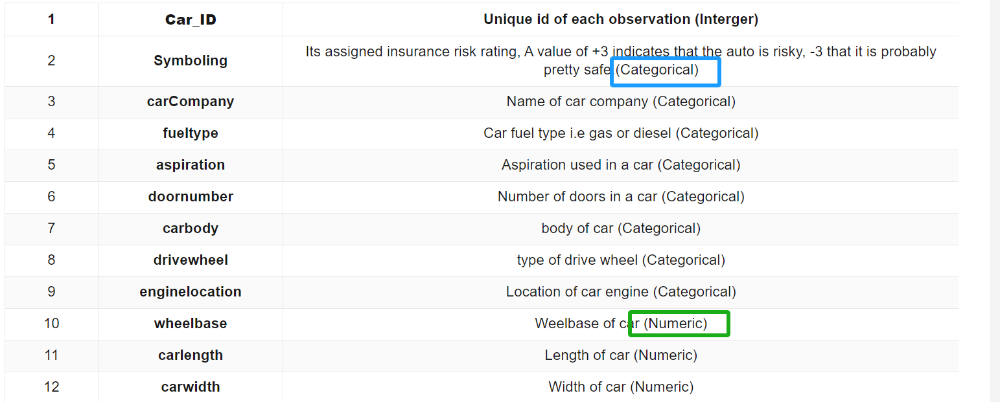 1 Car_ID Unique id of each observation (Interger)
2 Symboling Its assigned insurance risk rating, A value of +3 indicates that the auto is risky, -3 that it is probably
pretty safe.(Categorical)
3 carCompany Name of car company (Categorical)
4 fueltype Car fuel type i.e gas or diesel (Categorical)
5 aspiration Aspiration used in a car (Categorical)
6 doornumber Number of doors in a car (Categorical)
7 carbody body of car (Categorical)
8 drivewheel type of drive wheel (Categorical)
9 enginelocation Location of car engine (Categorical)
10 wheelbase Weelbase of car (Numeric)
11 carlength Length of car (Numeric)
12 carwidth Width of car (Numeric)